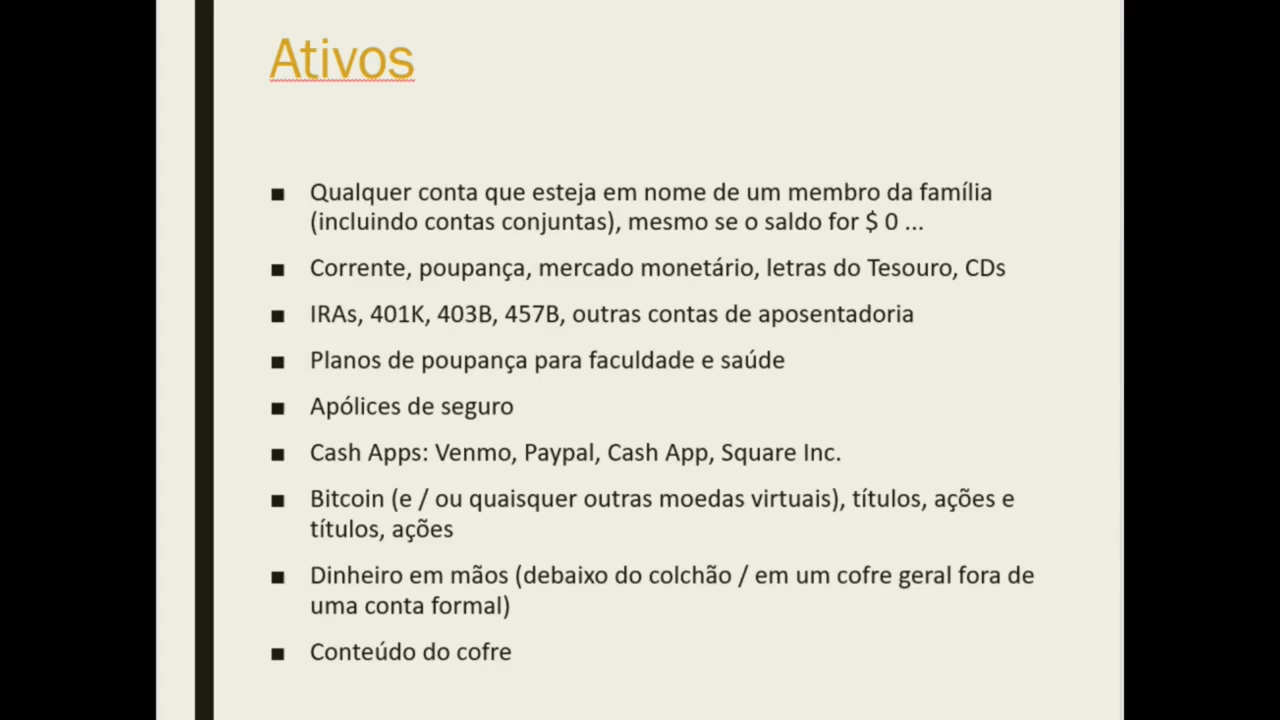 Ativos
■ Qualquer conta que esteja em nome de um membro da família
(incluindo contas conjuntas), mesmo se o saldo for $ 0 ...
■ Corrente, poupança, mercado monetário, letras do Tesouro, CDs
■ IRAs, 401K, 403B, 457B, outras contas de aposentadoria
■ Planos de poupança para faculdade e saúde
■ Apólices de seguro
■ Cash Apps: Venmo, Paypal, Cash App, Square Inc.
■ Bitcoin (e / ou quaisquer outras moedas virtuais), títulos, ações e
títulos, ações
■ Dinheiro em mãos (debaixo do colchão / em um cofre geral fora de
uma conta formal)
■ Conteúdo do cofre